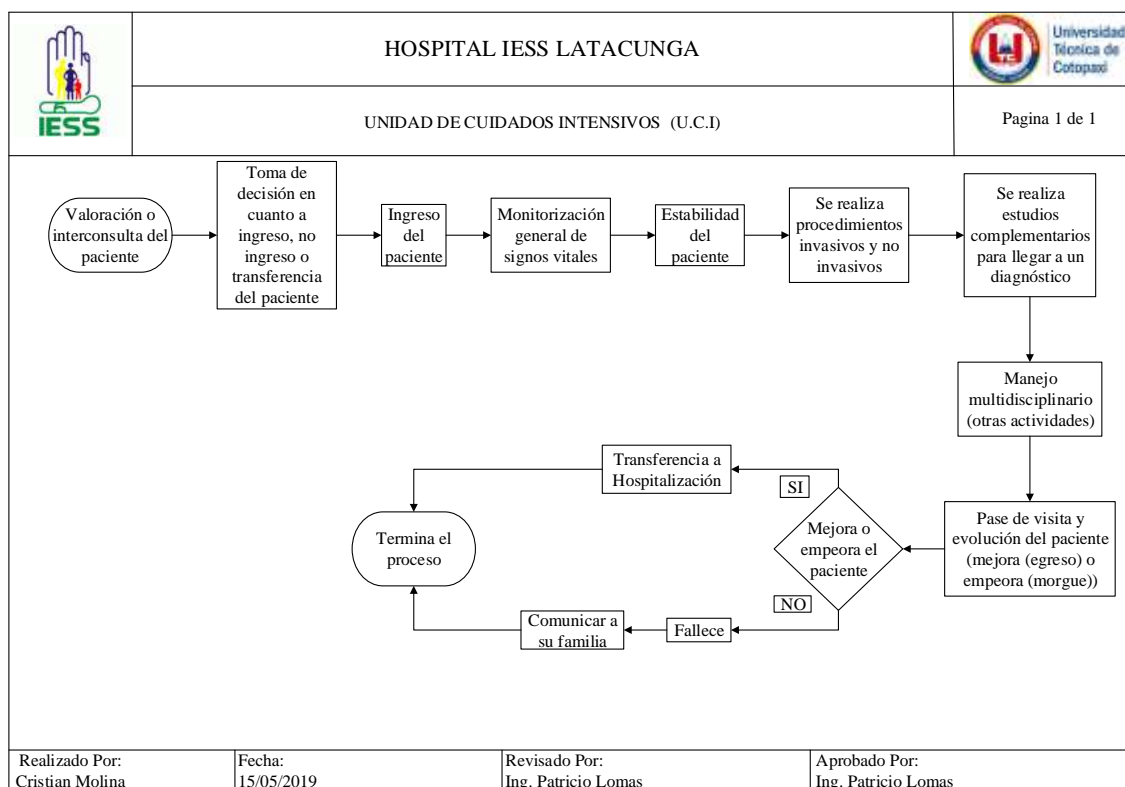 IESS
HOSPITAL IESS LATACUNGA
UNIDAD DE CUIDADOS INTENSIVOS (U.C.I)
Universidad
Técnica de
Cotopaxi
Pagina 1 de 1
Valoración o
interconsulta del
paciente
Toma de
decisión en
cuanto a
ingreso, no
ingreso o
transferencia
del paciente
Ingreso
del
paciente
Monitorización
general de
signos vitales
Estabilidad
del
paciente
Se realiza
procedimientos
invasivos y no
invasivos
Se realiza
estudios
complementarios
para llegar a un
diagnóstico
Manejo
multidisciplinario
(otras actividades)
Pase de visita y
evolución del paciente
(mejora (egreso) o
empeora (morgue))
Mejora o
empeora el
paciente
SI
Transferencia a
Hospitalización
NO
Fallece
Comunicar a
su familia
Termina el
proceso
Realizado Por:
Cristian Molina
Fecha:
15/05/2019
Revisado Por:
Ing. Patricio Lomas
Aprobado Por:
Ing. Patricio Lomas